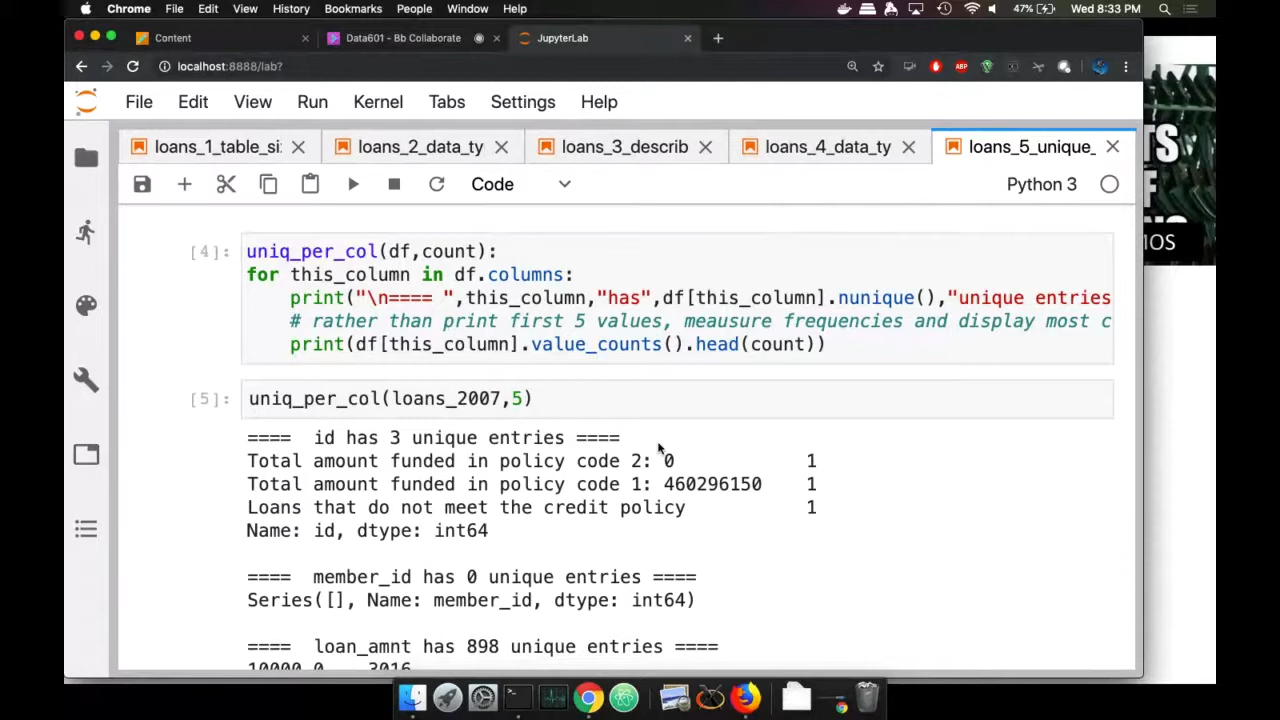 Chrome File Edit View History Bookmarks People Window Help 47% Wed 8:33 PM
Content Data601 - Bb Collaborate JupyterLab
localhost:8888/lab?
ABP
File Edit View Run Kernel Tabs Settings Help
loans_1_table_si: loans_2_data_ty loans_3_describ loans_4_data_ty loans_5_unique_
Code Python 3
[4]: uniq_per_col(df,count):
for this_column in df.columns:
print("\n==== ",this_column,"has",df[this_column].nunique(),"unique entries
# rather than print first 5 values, meausure frequencies and display most c
print(df[this_column].value_counts().head(count))
[5]: uniq_per_col(loans_2007,5)
==== id has 3 unique entries ====
Total amount funded in policy code 2: 0 1
Total amount funded in policy code 1: 460296150 1
Loans that do not meet the credit policy 1
Name: id, dtype: int64
==== member_id has 0 unique entries ====
Series([], Name: member_id, dtype: int64)
==== loan_amnt has 898 unique entries ====
10000.0 3016